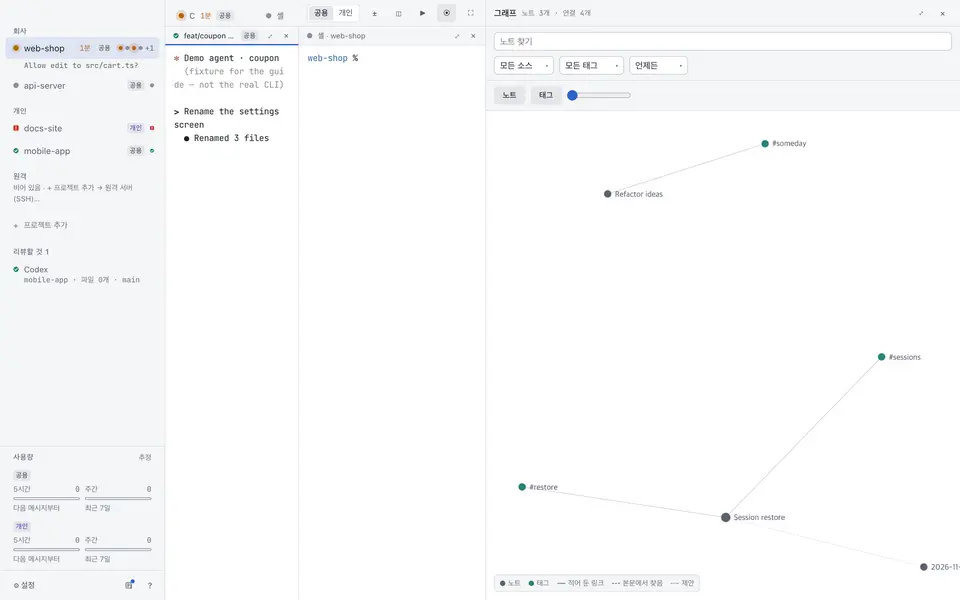 회사
web-shop 1분 공용 +1
Allow edit to src/cart.ts?
api-server 공용
개인
docs-site 개인
mobile-app 공용
원격
비어 있음 · + 프로젝트 추가 → 원격 서버
(SSH)...
+ 프로젝트 추가
리뷰할 것 1
Codex
mobile-app · 파일 0개 · main
사용량 추정
공용
5시간 0 주간 0
다음 메시지부터 최근 7일
개인
5시간 0 주간 0
다음 메시지부터 최근 7일
설정 ?
C 1분 공용 셸
공용 개인
feat/coupon ... 공용
✻ Demo agent · coupon
(fixture for the gui
de — not the real CLI)
> Rename the settings
screen
● Renamed 3 files
셸 · web-shop
web-shop %
그래프 노트 3개 · 연결 4개
노트 찾기
모든 소스 모든 태그 언제든
노트 태그
#someday
Refactor ideas
#sessions
#restore
Session restore
2026-11-
노트 태그 적어 둔 링크 본문에서 찾음 제안